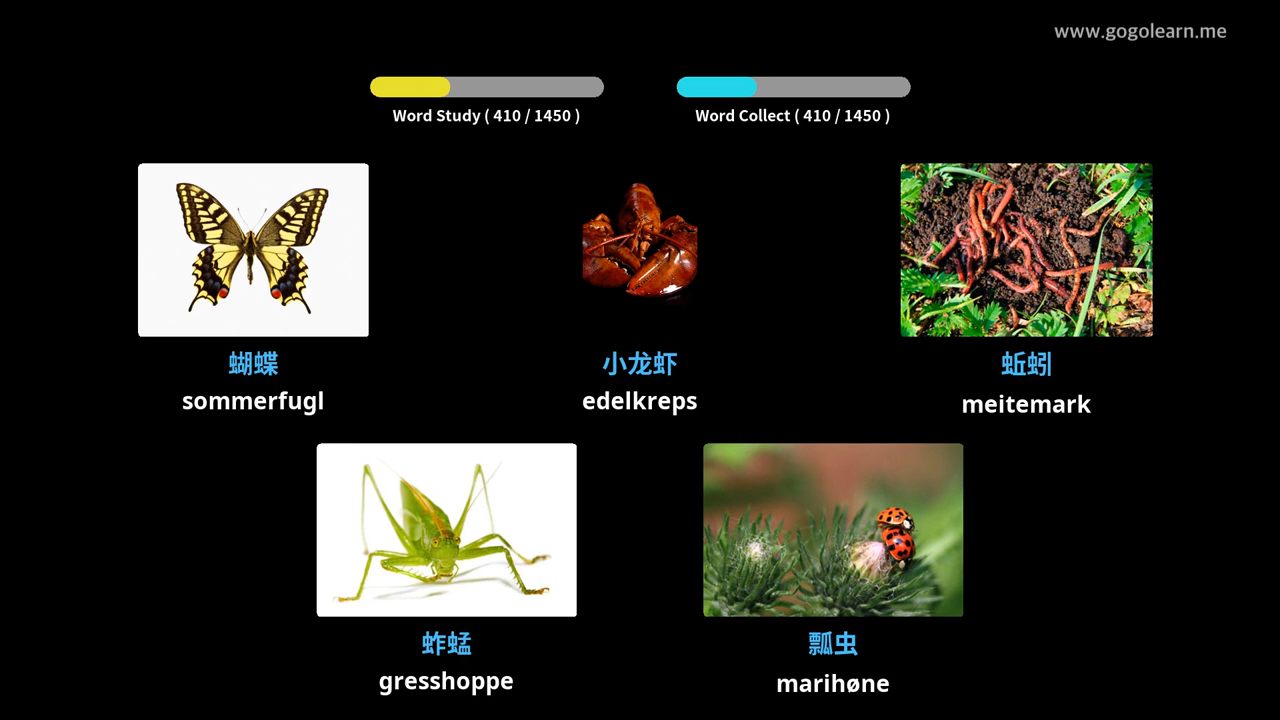 www.gogolearn.me
Word Study ( 410 / 1450 )
Word Collect ( 410 / 1450 )
蝴蝶
sommerfugl
小龙虾
edelkreps
蚯蚓
meitemark
蚱蜢
gresshoppe
瓢虫
marihøne